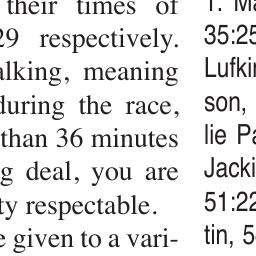 their times of
29 respectively.
alking, meaning
during the race,
than 36 minutes
g deal, you are
ty respectable.
e given to a vari-
1. Ma
35:25
Lufki
son,
lie Pa
Jacki
51:22
tin, 5